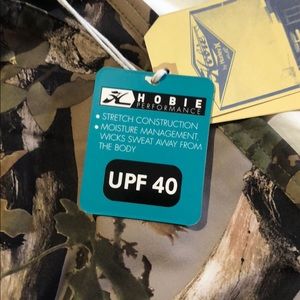 HOBIE
PERFORMANCE
• STRETCH CONSTRUCTION
• MOISTURE MANAGEMENT
WICKS SWEAT AWAY FROM
THE BODY
UPF 40